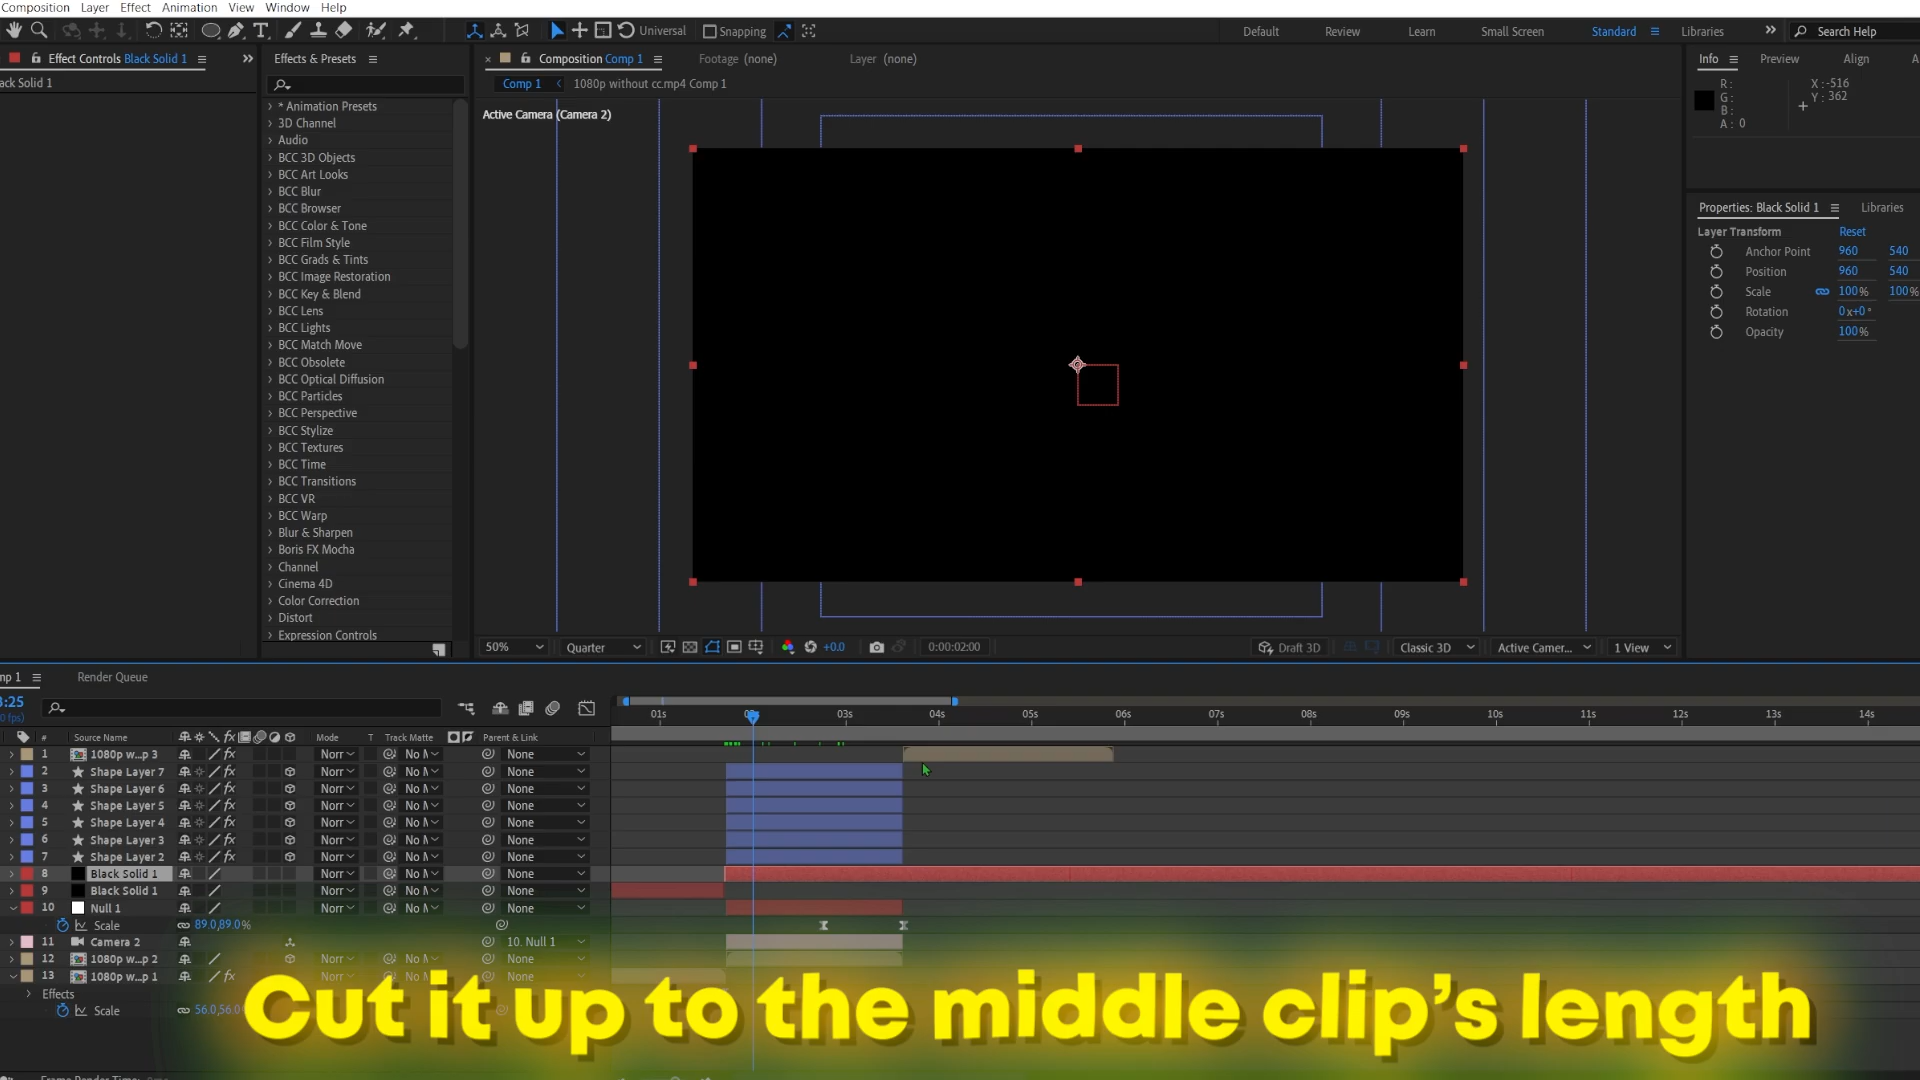 Composition Layer Effect Animation View Window Help
Universal Snapping Default Review Learn Small Screen Standard Libraries Search Help
Effect Controls Black Solid 1
ack Solid 1
Effects & Presets
* Animation Presets
3D Channel
Audio
BCC 3D Objects
BCC Art Looks
BCC Blur
BCC Browser
BCC Color & Tone
BCC Film Style
BCC Grads & Tints
BCC Image Restoration
BCC Key & Blend
BCC Lens
BCC Lights
BCC Match Move
BCC Obsolete
BCC Optical Diffusion
BCC Particles
BCC Perspective
BCC Stylize
BCC Textures
BCC Time
BCC Transitions
BCC VR
BCC Warp
Blur & Sharpen
Boris FX Mocha
Channel
Cinema 4D
Color Correction
Distort
Expression Controls
Composition Comp 1 Footage (none) Layer (none)
Comp 1 1080p without cc.mp4 Comp 1
Active Camera (Camera 2)
50% Quarter +0.0 0:00:02:00 Draft 3D Classic 3D Active Camer... 1 View
Info Preview Align A
R: X: -516
G: Y: 362
B:
A: 0
Properties: Black Solid 1 Libraries
Layer Transform Reset
Anchor Point 960 540
Position 960 540
Scale 100% 100%
Rotation 0x+0°
Opacity 100%
mp 1 Render Queue
3:25
0 fps)
01s 03s 04s 05s 06s 07s 08s 09s 10s 11s 12s 13s 14s
# Source Name Mode T Track Matte Parent & Link
1 1080p w...p 3 Norr No M None
2 Shape Layer 7 Norr No M None
3 Shape Layer 6 Norr No M None
4 Shape Layer 5 Norr No M None
5 Shape Layer 4 Norr No M None
6 Shape Layer 3 Norr No M None
7 Shape Layer 2 Norr No M None
8 Black Solid 1 Norr No M None
9 Black Solid 1 Norr No M None
10 Null 1 Norr No M None
Scale 89.0,89.0%
11 Camera 2 10. Null 1
12 1080p w...p 2 Norr No M None
13 1080p w...p 1 Norr No M None
Effects
Scale 56.0,56.0
Cut it up to the middle clip's length
Frame Render Time: